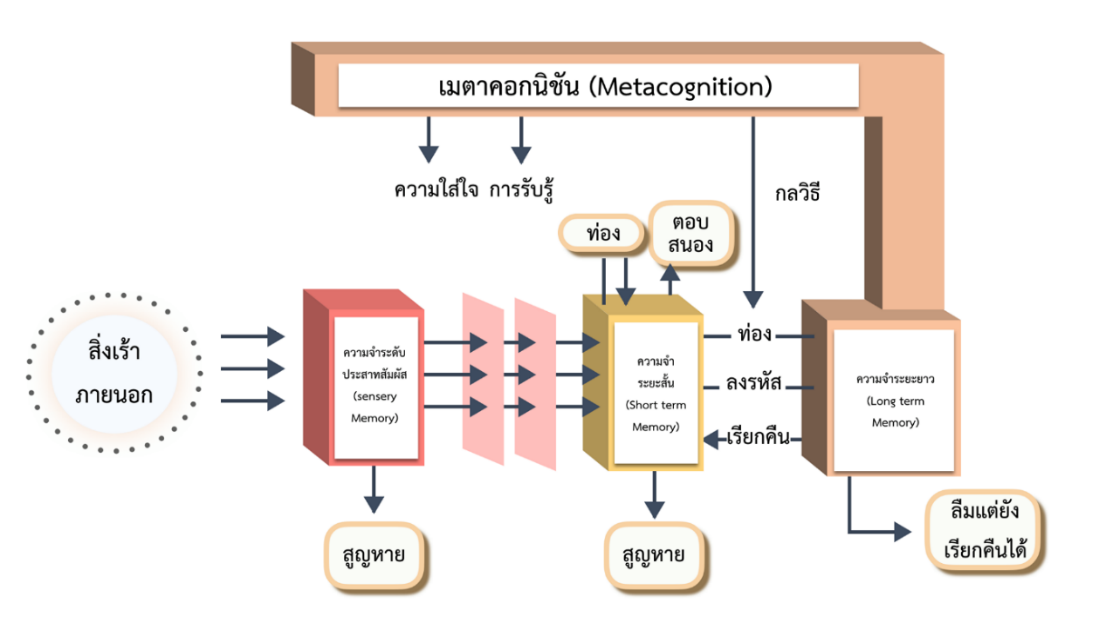 เมตาคอกนิชัน (Metacognition)
ความใส่ใจ
การรับรู้
กลวิธี
ท่อง
ตอบ
สนอง
สิ่งเร้า
ภายนอก
ความจำระดับ
ประสาทสัมผัส
(sensery
Memory)
ความจำ
ระยะสั้น
(Short term
Memory)
ท่อง
ลงรหัส
เรียกคืน
ความจำระยะยาว
(Long term
Memory)
สูญหาย
สูญหาย
ลืมแต่ยัง
เรียกคืนได้